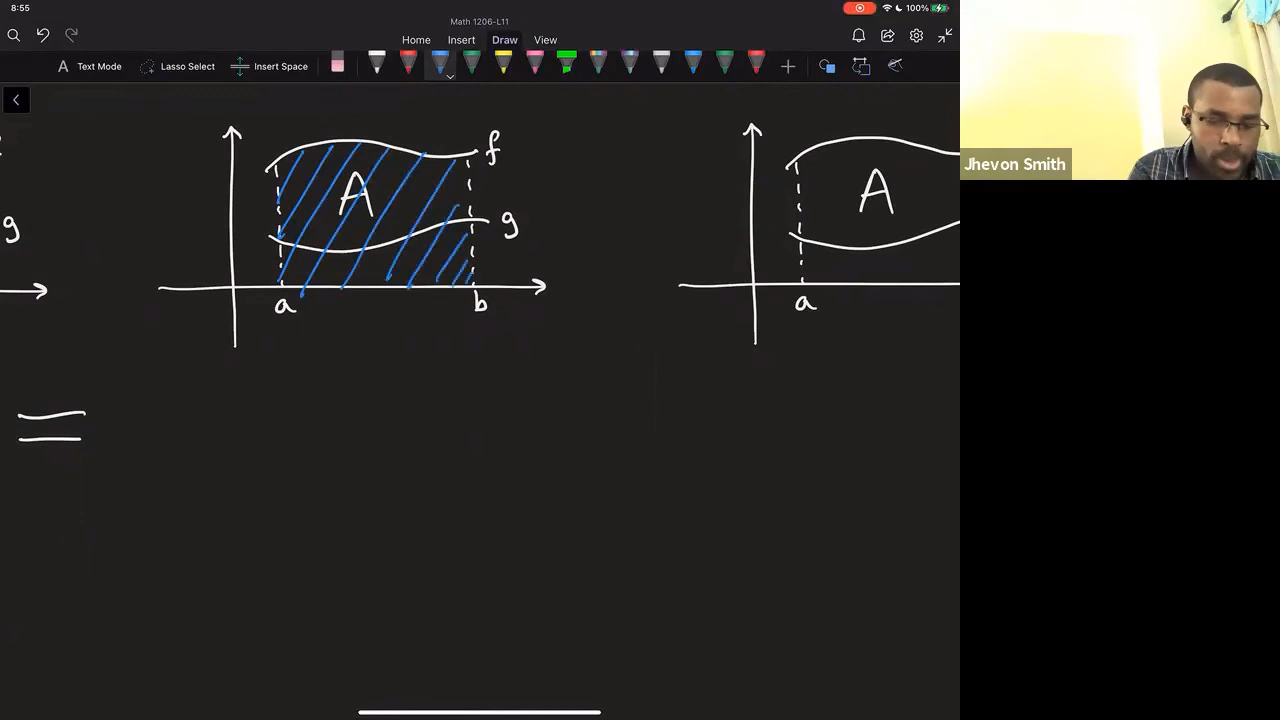 8:55
100%
Math 1206-L11
Home Insert Draw View
Text Mode Lasso Select Insert Space
Jhevon Smith
f
A
g
a b
g
A
a
=